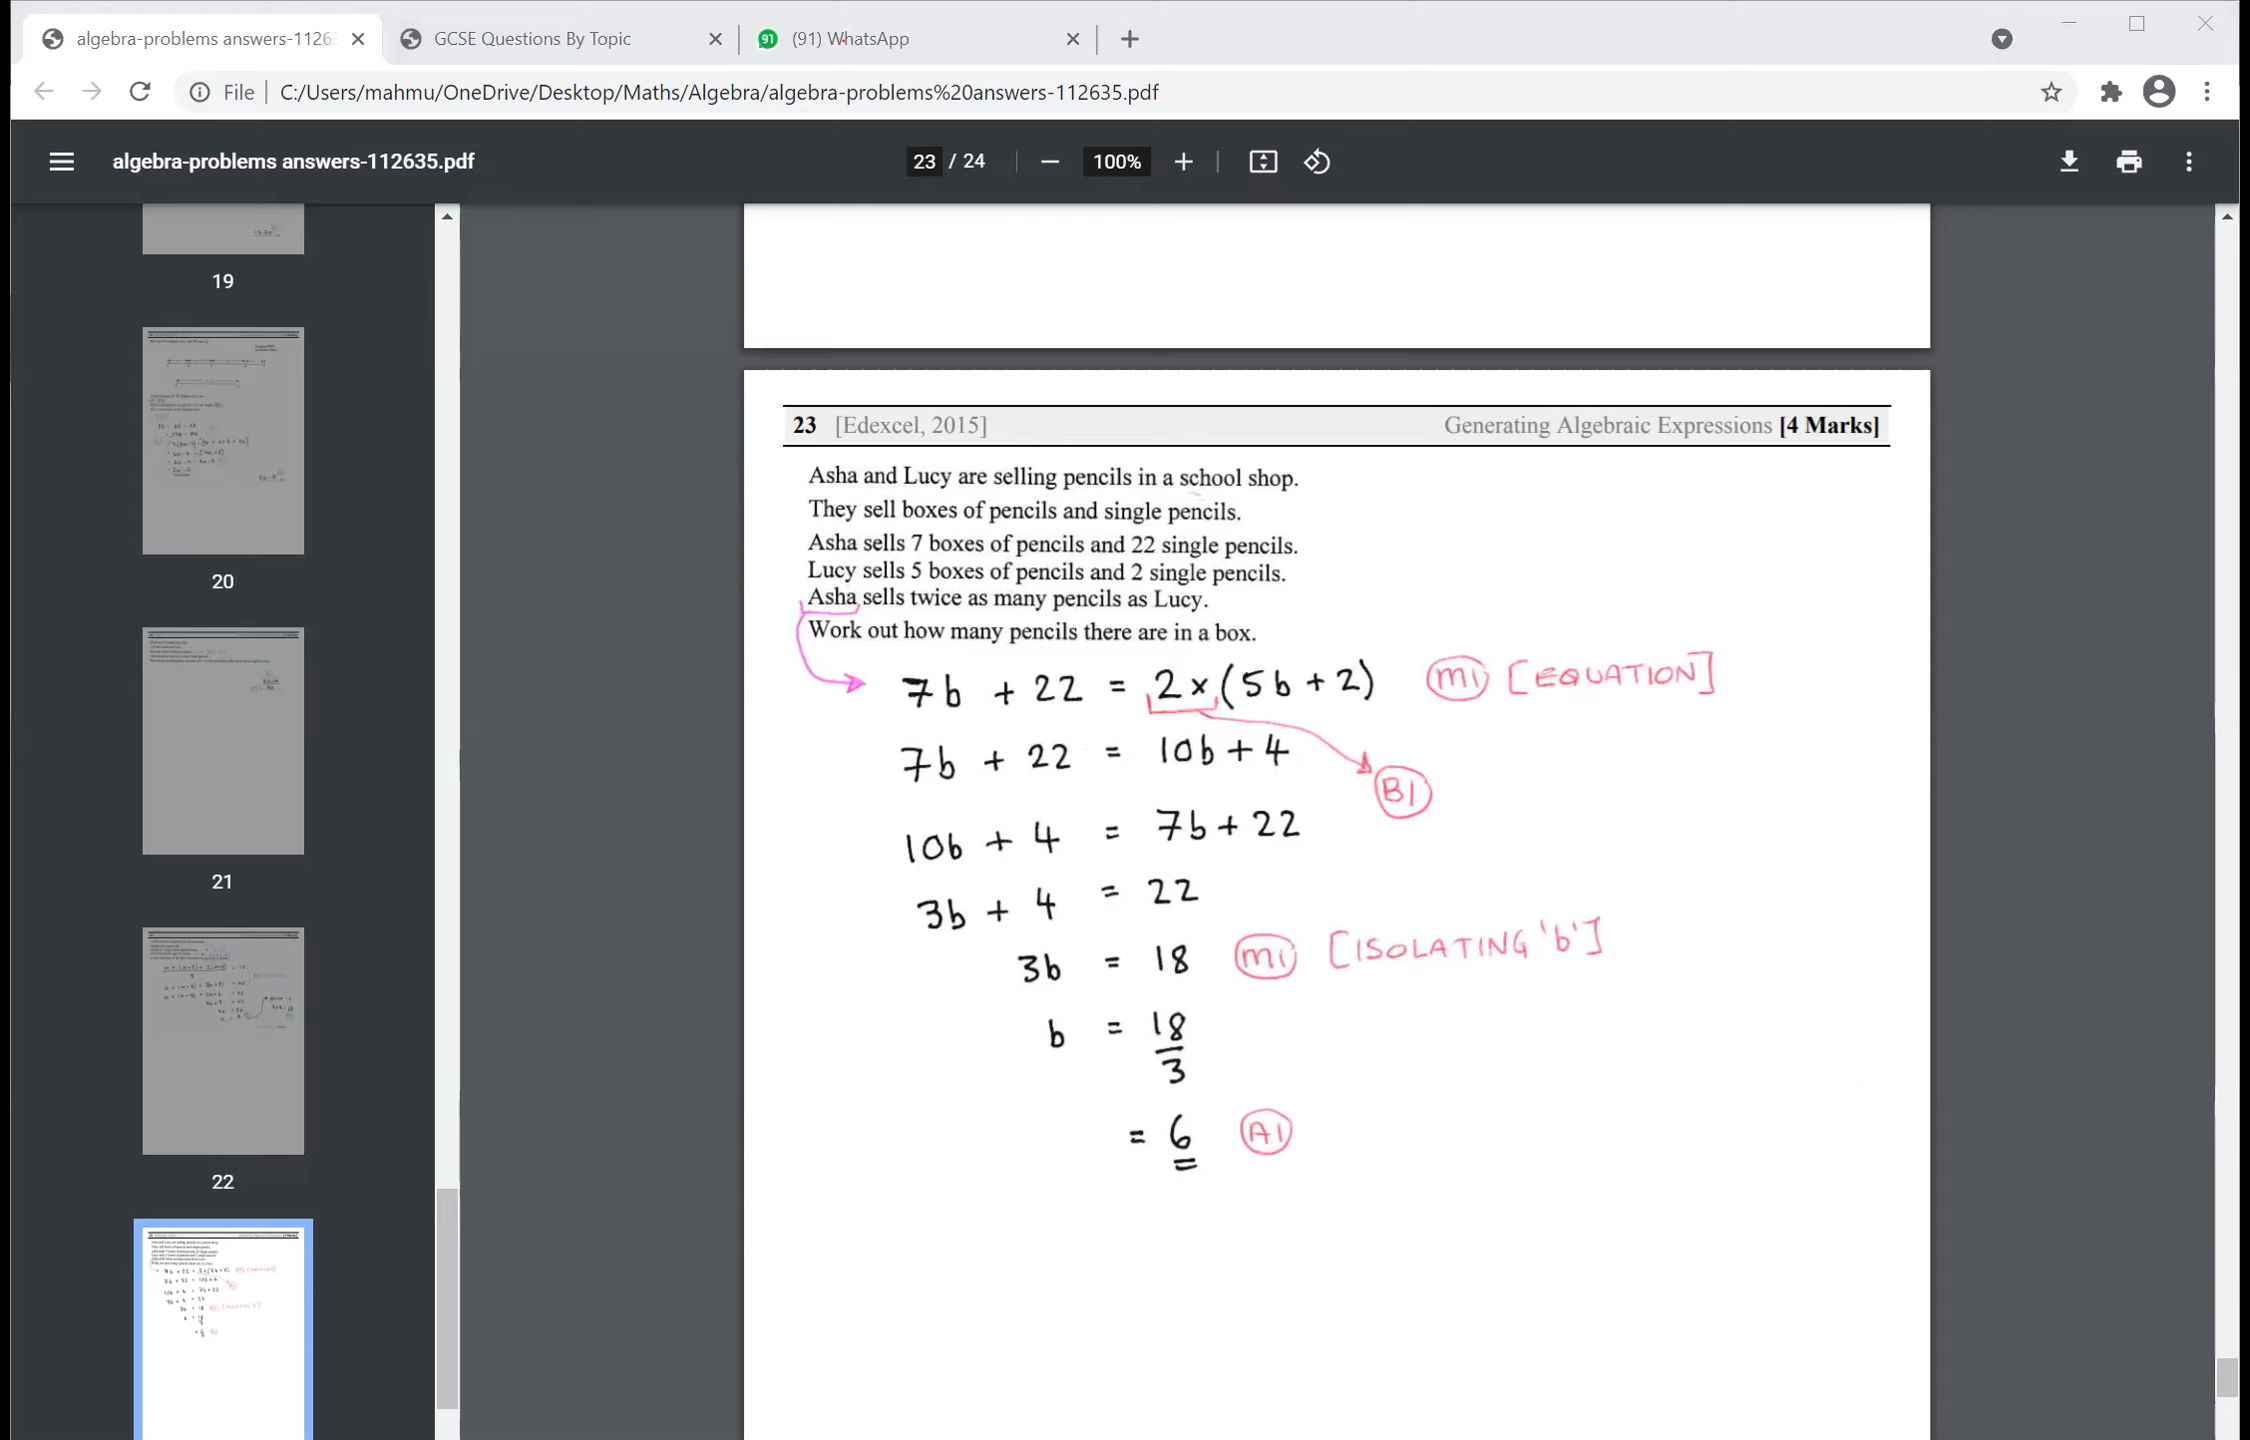 algebra-problems answers-1126
GCSE Questions By Topic
91 (91) WhatsApp
File | C:/Users/mahmu/OneDrive/Desktop/Maths/Algebra/algebra-problems%20answers-112635.pdf
algebra-problems answers-112635.pdf
23 / 24
100%
19
20
21
22
23 [Edexcel, 2015] Generating Algebraic Expressions [4 Marks]
Asha and Lucy are selling pencils in a school shop.
They sell boxes of pencils and single pencils.
Asha sells 7 boxes of pencils and 22 single pencils.
Lucy sells 5 boxes of pencils and 2 single pencils.
Asha sells twice as many pencils as Lucy.
Work out how many pencils there are in a box.
7b + 22 = 2 × (5b + 2) M1 [EQUATION]
7b + 22 = 10b + 4
B1
10b + 4 = 7b + 22
3b + 4 = 22
3b = 18 M1 [ISOLATING 'b']
b = 18
3
= 6 A1